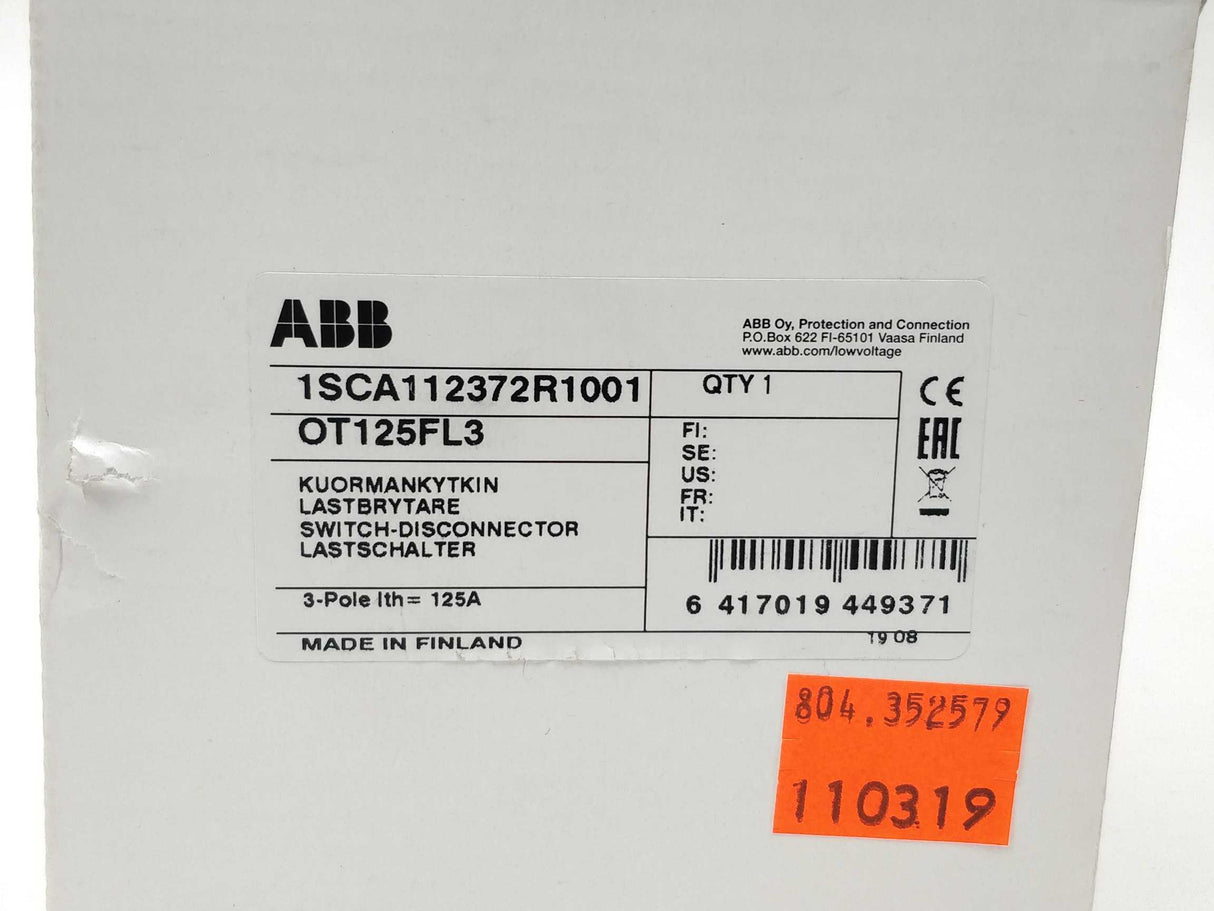 ABB
ABB Oy, Protection and Connection
P.O.Box 622 FI-65101 Vaasa Finland
www.abb.com/lowvoltage
1SCA112372R1001
QTY 1
CE
OT125FL3
EAC
FI:
SE:
US:
FR:
IT:
KUORMANKYTKIN
LASTBRYTARE
SWITCH-DISCONNECTOR
LASTSCHALTER
3-Pole Ith= 125A
6 417019 449371
MADE IN FINLAND
19 08
804.352579
110319